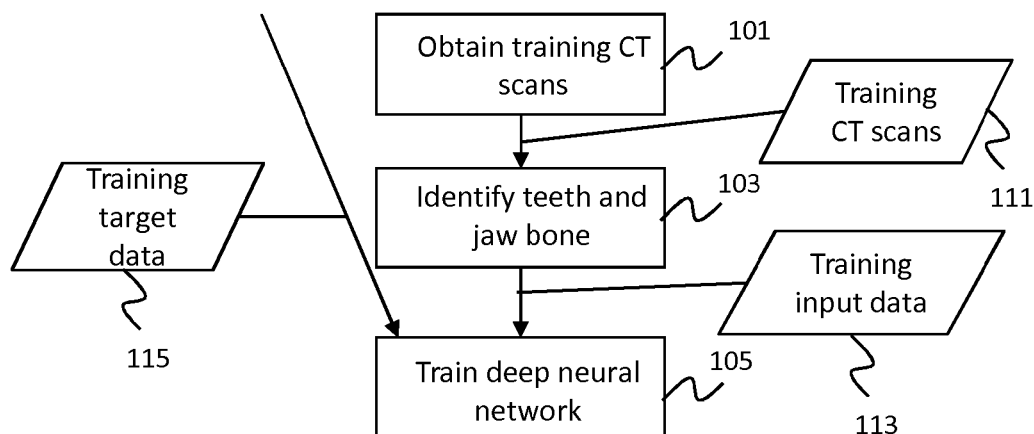 Obtain training CT
scans
101
Training
CT scans
111
Training
target
data
115
Identify teeth and
jaw bone
103
Training
input data
113
Train deep neural
network
105